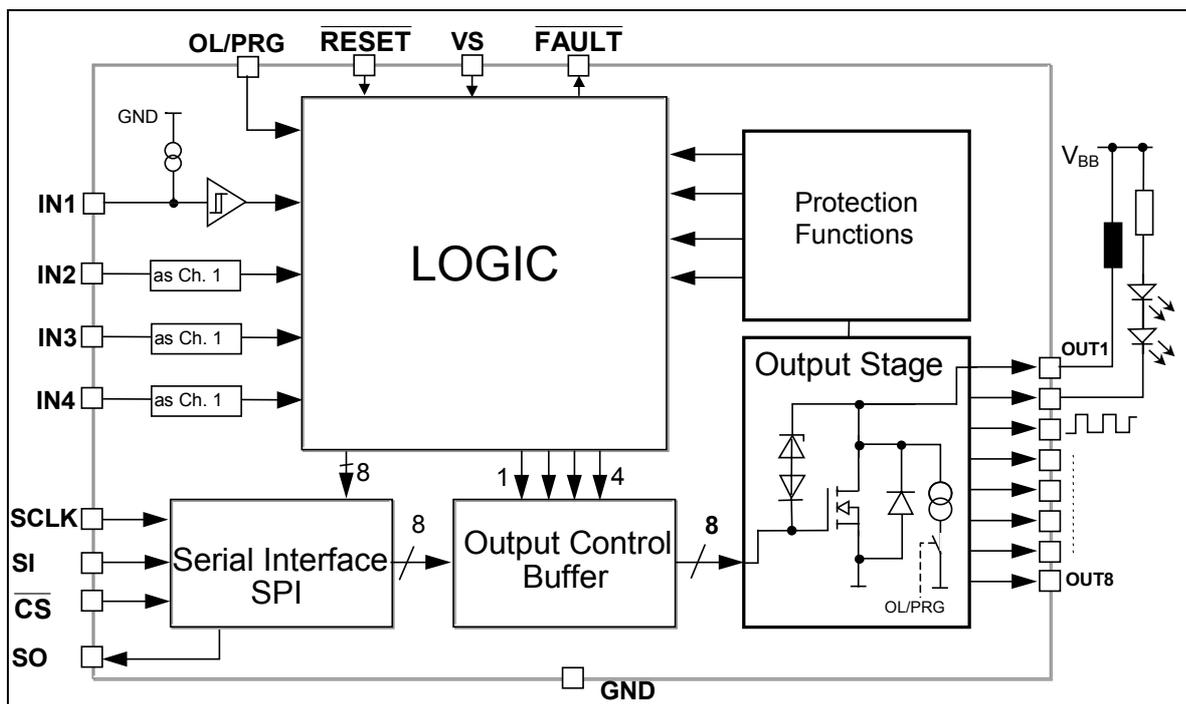 OL/PRG
RESET
VS
FAULT
GND
IN1
IN2
as Ch. 1
IN3
as Ch. 1
IN4
as Ch. 1
LOGIC
Protection
Functions
VBB
Output Stage
OUT1
8
1
4
SCLK
SI
CS
SO
Serial Interface
SPI
8
Output Control
Buffer
8
OL/PRG
OUT8
GND